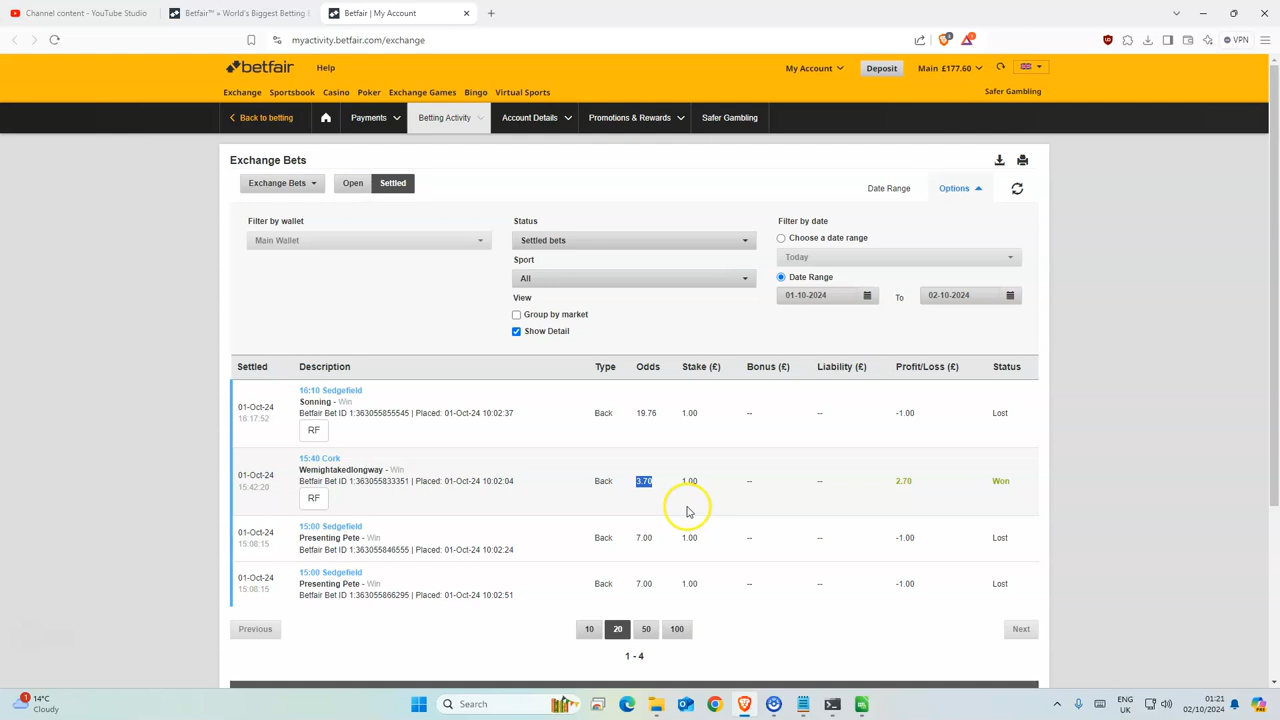 Channel content - YouTube Studio
Betfair™ » World's Biggest Betting
Betfair | My Account
myactivity.betfair.com/exchange
VPN
betfair
Help
My Account
Deposit
Main £177.60
Exchange
Sportsbook
Casino
Poker
Exchange Games
Bingo
Virtual Sports
Safer Gambling
Back to betting
Payments
Betting Activity
Account Details
Promotions & Rewards
Safer Gambling
Exchange Bets
Exchange Bets
Open
Settled
Date Range
Options
Filter by wallet
Status
Filter by date
Main Wallet
Settled bets
Choose a date range
Sport
Today
All
Date Range
View
01-10-2024
To
02-10-2024
Group by market
Show Detail
Settled Description Type Odds Stake (£) Bonus (£) Liability (£) Profit/Loss (£) Status
16:10 Sedgefield
Sonning - Win
01-Oct-24
16:17:52
Betfair Bet ID 1:363055855545 | Placed: 01-Oct-24 10:02:37
Back 19.76 1.00 -- -- -1.00 Lost
RF
15:40 Cork
Wemightakedlongway - Win
01-Oct-24
15:42:20
Betfair Bet ID 1:363055833351 | Placed: 01-Oct-24 10:02:04
Back 3.70 1.00 -- -- 2.70 Won
RF
15:00 Sedgefield
Presenting Pete - Win
01-Oct-24
15:08:15
Betfair Bet ID 1:363055846555 | Placed: 01-Oct-24 10:02:24
Back 7.00 1.00 -- -- -1.00 Lost
15:00 Sedgefield
Presenting Pete - Win
01-Oct-24
15:08:15
Betfair Bet ID 1:363055866295 | Placed: 01-Oct-24 10:02:51
Back 7.00 1.00 -- -- -1.00 Lost
Previous
10
20
50
100
Next
1 - 4
14°C
Cloudy
Search
ENG
UK
01:21
02/10/2024